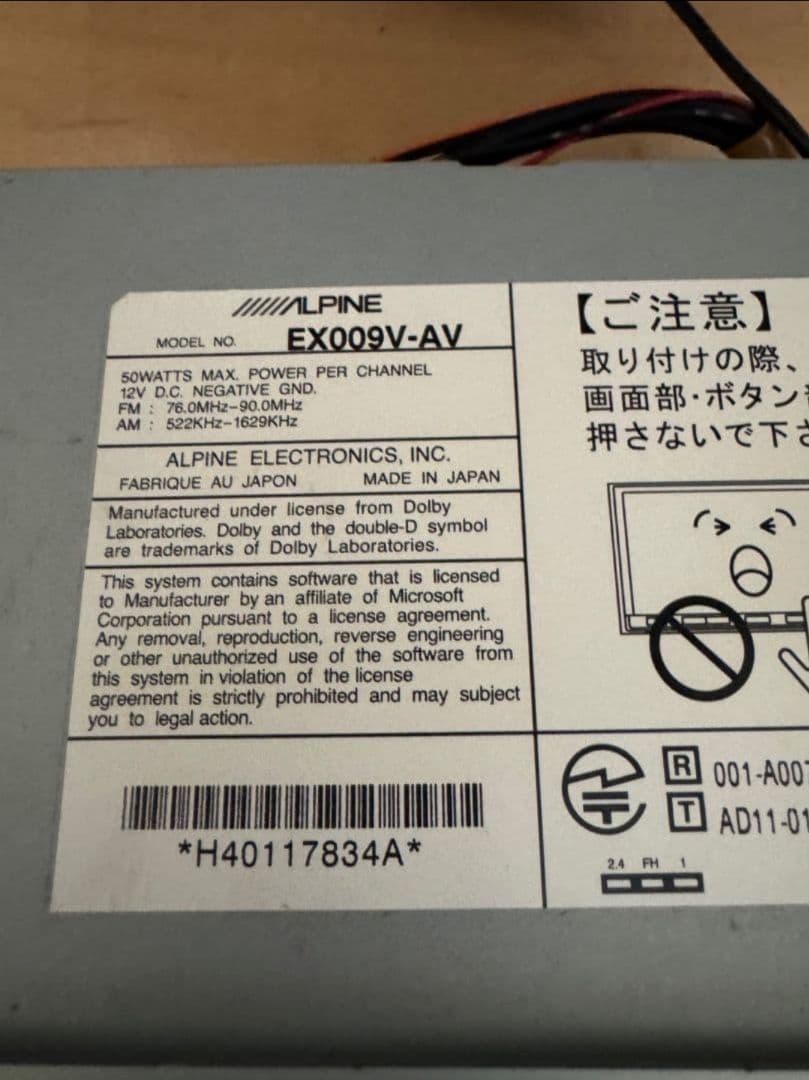 ALPINE
MODEL NO. EX009V-AV
50WATTS MAX. POWER PER CHANNEL
12V D.C. NEGATIVE GND.
FM : 76.0MHz-90.0MHz
AM : 522KHz-1629KHz
ALPINE ELECTRONICS, INC.
FABRIQUE AU JAPON MADE IN JAPAN
Manufactured under license from Dolby
Laboratories. Dolby and the double-D symbol
are trademarks of Dolby Laboratories.
This system contains software that is licensed
to Manufacturer by an affiliate of Microsoft
Corporation pursuant to a license agreement.
Any removal, reproduction, reverse engineering
or other unauthorized use of the software from
this system in violation of the license
agreement is strictly prohibited and may subject
you to legal action.
*H40117834A*
【ご注意】
取り付けの際、
画面部・ボタン
押さないで下さ
R 001-A00
T AD11-01
2.4 FH 1